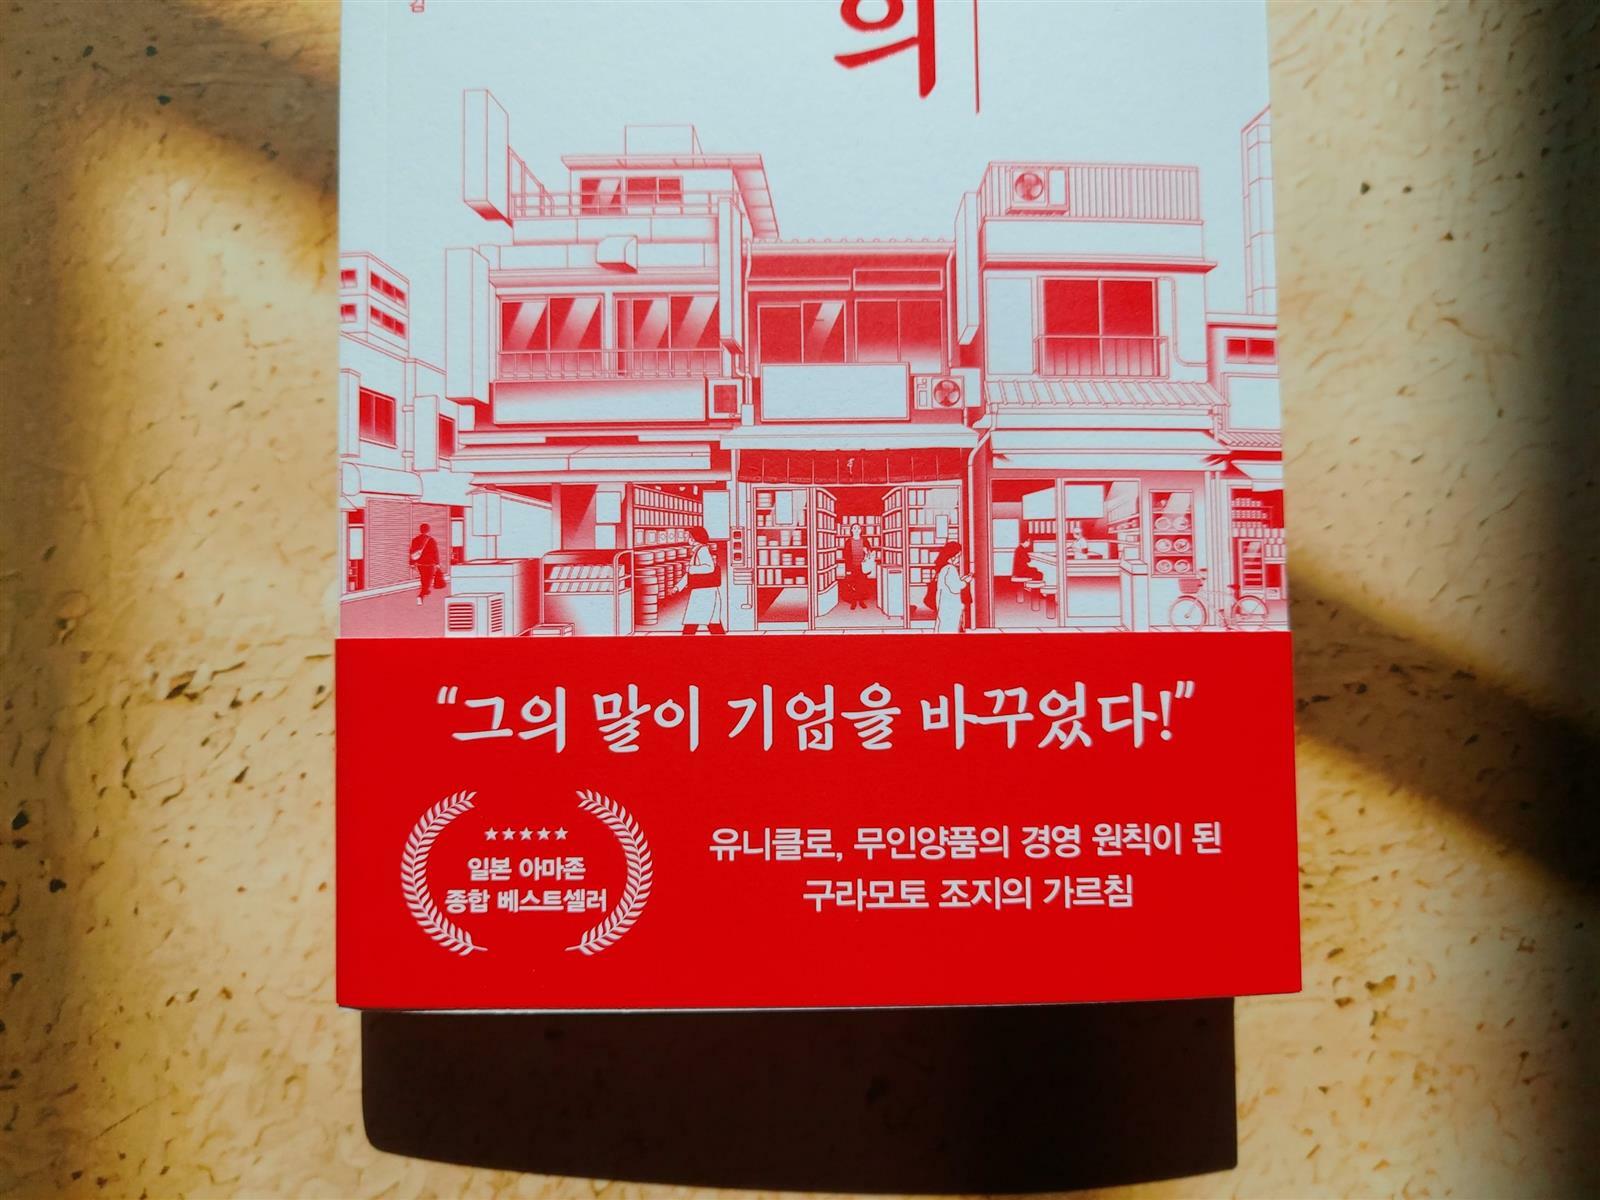 의
“그의 말이 기업을 바꾸었다!”
★★★★★
일본 아마존
종합 베스트셀러
유니클로, 무인양품의 경영 원칙이 된
구라모토 조지의 가르침